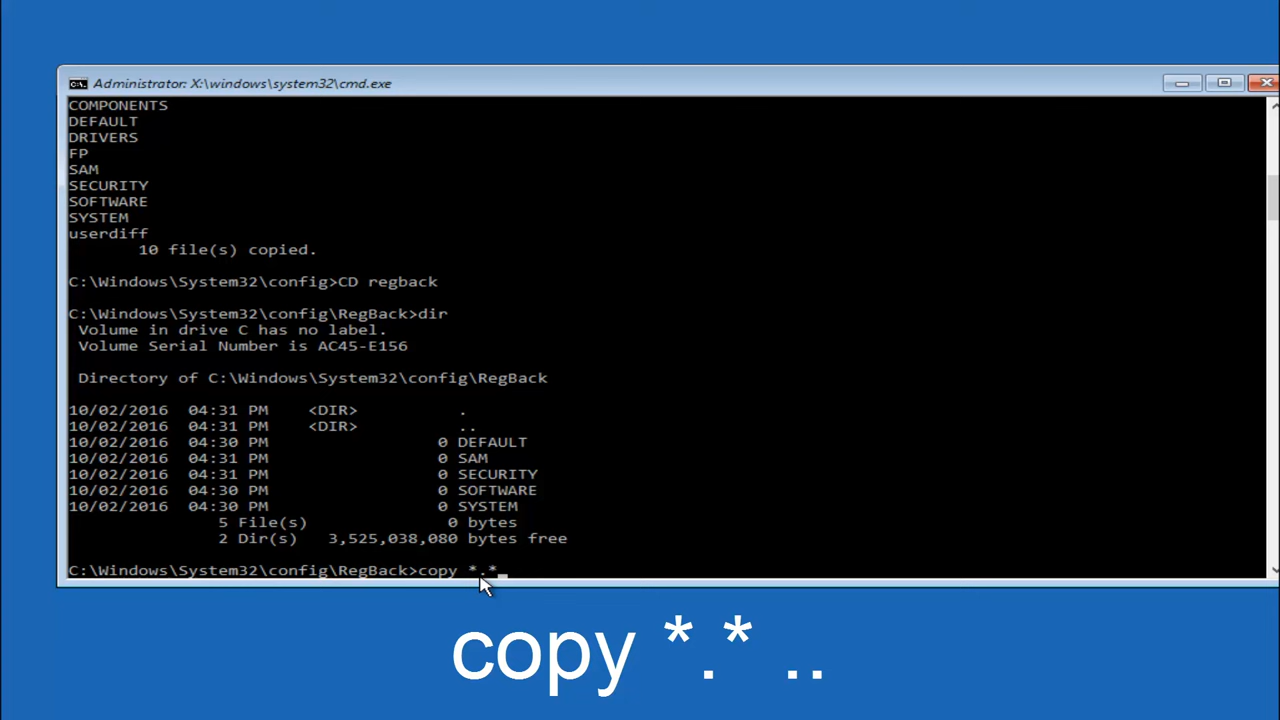 Administrator: X:\windows\system32\cmd.exe
COMPONENTS
DEFAULT
DRIVERS
FP
SAM
SECURITY
SOFTWARE
SYSTEM
userdiff
       10 file(s) copied.
C:\Windows\System32\config>CD regback
C:\Windows\System32\config\RegBack>dir
 Volume in drive C has no label.
 Volume Serial Number is AC45-E156
 Directory of C:\Windows\System32\config\RegBack
10/02/2016  04:31 PM    <DIR>          .
10/02/2016  04:31 PM    <DIR>          ..
10/02/2016  04:30 PM                 0 DEFAULT
10/02/2016  04:31 PM                 0 SAM
10/02/2016  04:31 PM                 0 SECURITY
10/02/2016  04:30 PM                 0 SOFTWARE
10/02/2016  04:30 PM                 0 SYSTEM
               5 File(s)              0 bytes
               2 Dir(s)   3,525,038,080 bytes free
C:\Windows\System32\config\RegBack>copy *.*_
copy *.* ..